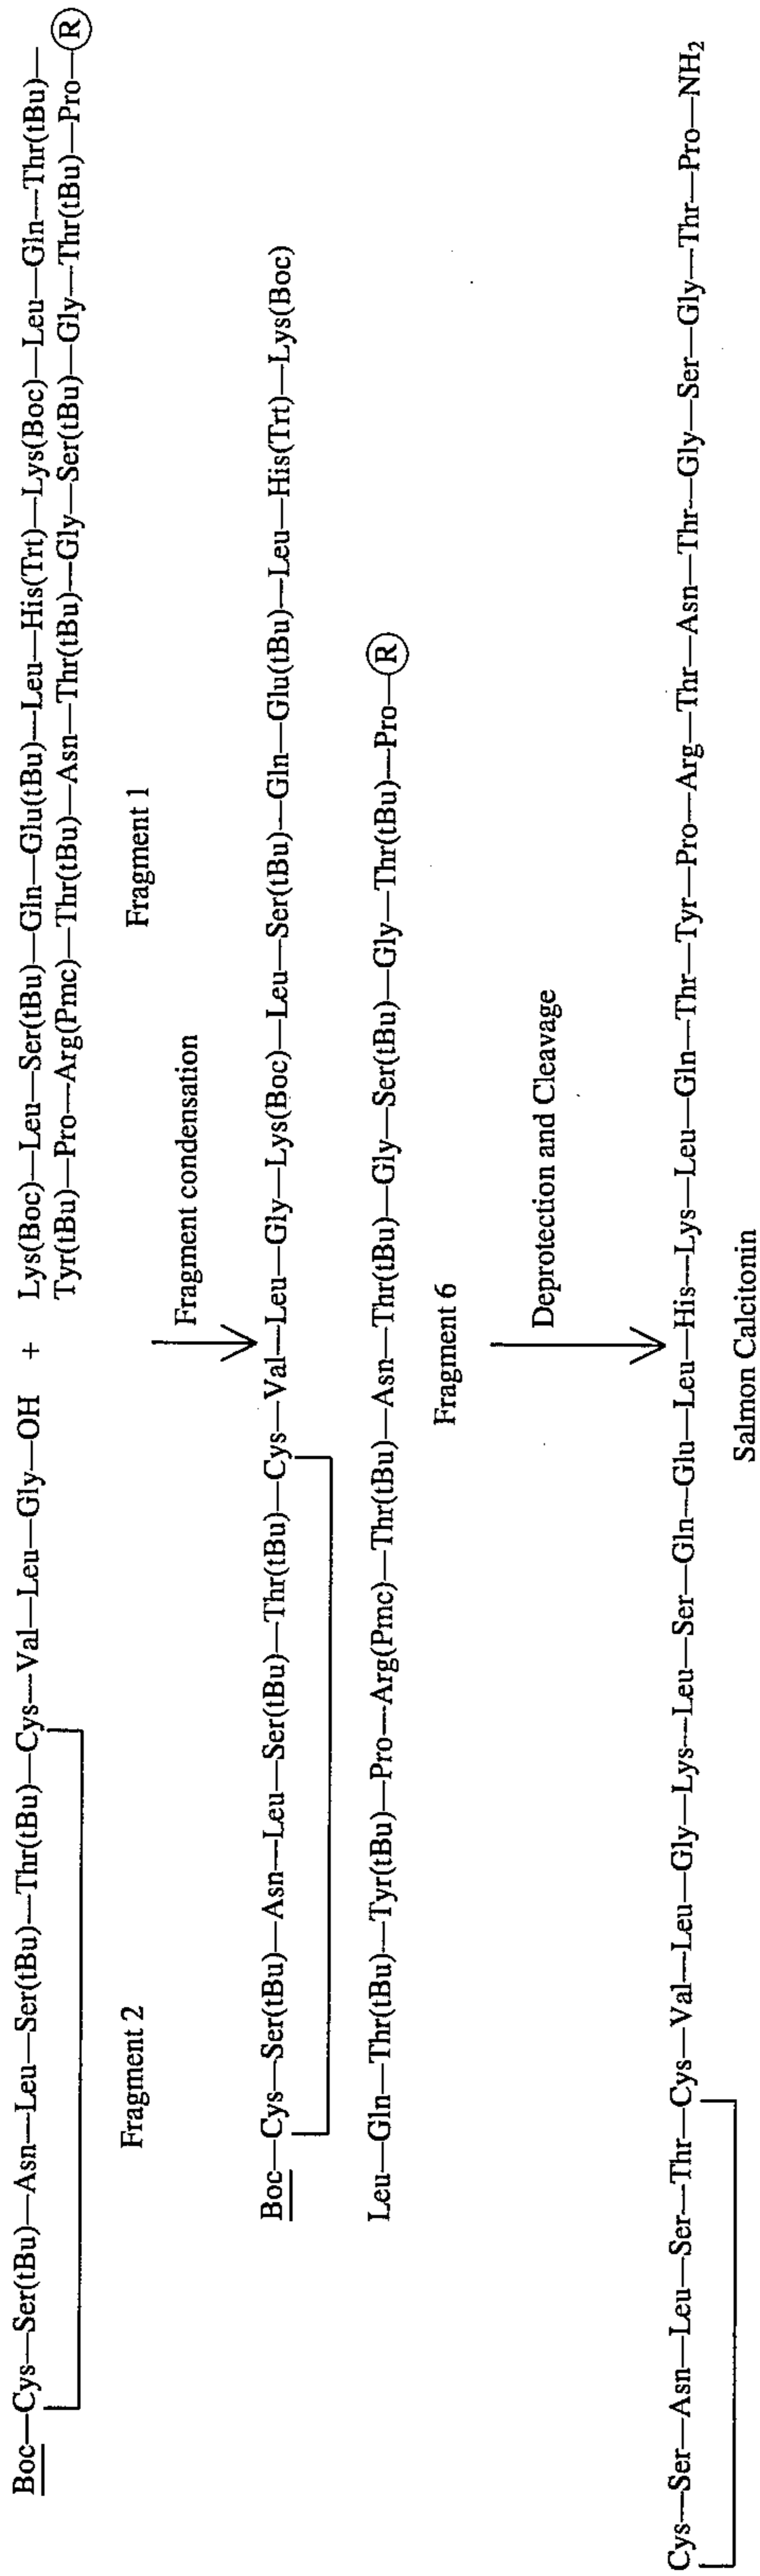 Boc—Cys—Ser(tBu)—Asn—Leu—Ser(tBu)—Thr(tBu)—Cys—Val—Leu—Gly—OH + Lys(Boc)—Leu—Ser(tBu)—Gln—Glu(tBu)—Leu—His(Trt)—Lys(Boc)—Leu—Gln—Thr(tBu)—
Tyr(tBu)—Pro—Arg(Pmc)—Thr(tBu)—Asn—Thr(tBu)—Gly—Ser(tBu)—Gly—Thr(tBu)—Pro—R
Fragment 2
Fragment 1
Fragment condensation
Boc—Cys—Ser(tBu)—Asn—Leu—Ser(tBu)—Thr(tBu)—Cys—Val—Leu—Gly—Lys(Boc)—Leu—Ser(tBu)—Gln—Glu(tBu)—Leu—His(Trt)—Lys(Boc)
Leu—Gln—Thr(tBu)—Tyr(tBu)—Pro—Arg(Pmc)—Thr(tBu)—Asn—Thr(tBu)—Gly—Ser(tBu)—Gly—Thr(tBu)—Pro—R
Fragment 6
Deprotection and Cleavage
Cys—Ser—Asn—Leu—Ser—Thr—Cys—Val—Leu—Gly—Lys—Leu—Ser—Gln—Glu—Leu—His—Lys—Leu—Gln—Thr—Tyr—Pro—Arg—Thr—Asn—Thr—Gly—Ser—Gly—Thr—Pro—NH2
Salmon Calcitonin